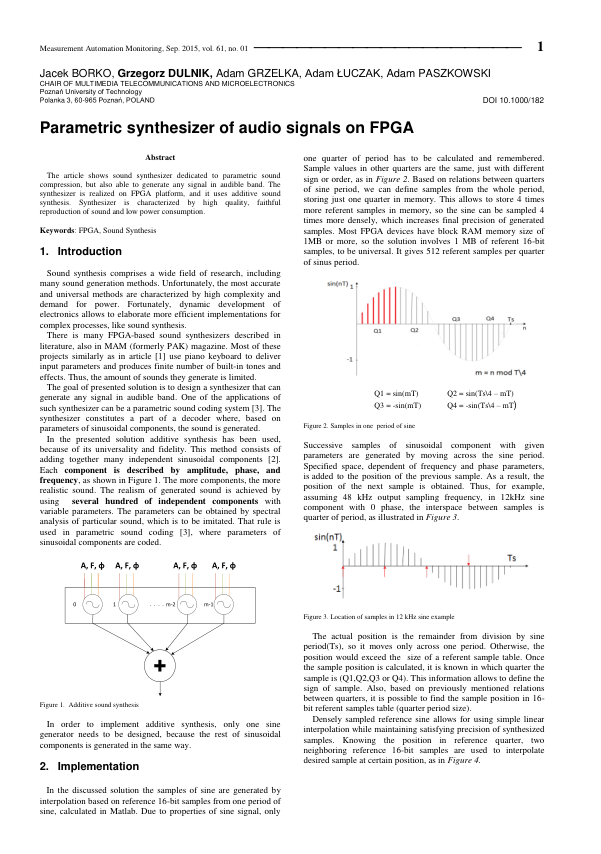 Measurement Automation Monitoring, Sep. 2015, vol. 61, no. 01
1
Jacek BORKO, Grzegorz DULNIK, Adam GRZELKA, Adam ŁUCZAK, Adam PASZKOWSKI
CHAIR OF MULTIMEDIA TELECOMMUNICATIONS AND MICROELECTRONICS
Poznań University of Technology
Polanka 3, 60-965 Poznań, POLAND
DOI 10.1000/182
Parametric synthesizer of audio signals on FPGA
Abstract
The article shows sound synthesizer dedicated to parametric sound
compression, but also able to generate any signal in audible band. The
synthesizer is realized on FPGA platform, and it uses additive sound
synthesis. Synthesizer is characterized by high quality, faithful
reproduction of sound and low power consumption.
Keywords: FPGA, Sound Synthesis
1. Introduction
Sound synthesis comprises a wide field of research, including
many sound generation methods. Unfortunately, the most accurate
and universal methods are characterized by high complexity and
demand for power. Fortunately, dynamic development of
electronics allows to elaborate more efficient implementations for
complex processes, like sound synthesis.
There is many FPGA-based sound synthesizers described in
literature, also in MAM (formerly PAK) magazine. Most of these
projects similarly as in article [1] use piano keyboard to deliver
input parameters and produces finite number of built-in tones and
effects. Thus, the amount of sounds they generate is limited.
The goal of presented solution is to design a synthesizer that can
generate any signal in audible band. One of the applications of
such synthesizer can be a parametric sound coding system [3]. The
synthesizer constitutes a part of a decoder where, based on
parameters of sinusoidal components, the sound is generated.
In the presented solution additive synthesis has been used,
because of its universality and fidelity. This method consists of
adding together many independent sinusoidal components [2].
Each component is described by amplitude, phase, and
frequency, as shown in Figure 1. The more components, the more
realistic sound. The realism of generated sound is achieved by
using several hundred of independent components with
variable parameters. The parameters can be obtained by spectral
analysis of particular sound, which is to be imitated. That rule is
used in parametric sound coding [3], where parameters of
sinusoidal components are coded.
A, F, ϕ A, F, ϕ A, F, ϕ A, F, ϕ
0 1 . . . . m-2 m-1
+
Figure 1. Additive sound synthesis
In order to implement additive synthesis, only one sine
generator needs to be designed, because the rest of sinusoidal
components is generated in the same way.
2. Implementation
In the discussed solution the samples of sine are generated by
interpolation based on reference 16-bit samples from one period of
sine, calculated in Matlab. Due to properties of sine signal, only
one quarter of period has to be calculated and remembered.
Sample values in other quarters are the same, just with different
sign or order, as in Figure 2. Based on relations between quarters
of sine period, we can define samples from the whole period,
storing just one quarter in memory. This allows to store 4 times
more referent samples in memory, so the sine can be sampled 4
times more densely, which increases final precision of generated
samples. Most FPGA devices have block RAM memory size of
1MB or more, so the solution involves 1 MB of referent 16-bit
samples, to be universal. It gives 512 referent samples per quarter
of sinus period.
sin(nT)
1
Q1 Q2 Q3 Q4 Ts
n
-1
m = n mod T\4
Q1 = sin(mT) Q2 = sin(Ts\4 – mT)
Q3 = -sin(mT) Q4 = -sin(Ts\4 – mT)
Figure 2. Samples in one period of sine
Successive samples of sinusoidal component with given
parameters are generated by moving across the sine period.
Specified space, dependent of frequency and phase parameters,
is added to the position of the previous sample. As a result, the
position of the next sample is obtained. Thus, for example,
assuming 48 kHz output sampling frequency, in 12kHz sine
component with 0 phase, the interspace between samples is
quarter of period, as illustrated in Figure 3.
sin(nT)
1
Ts
-1
Figure 3. Location of samples in 12 kHz sine example
The actual position is the remainder from division by sine
period(Ts), so it moves only across one period. Otherwise, the
position would exceed the size of a referent sample table. Once
the sample position is calculated, it is known in which quarter the
sample is (Q1,Q2,Q3 or Q4). This information allows to define the
sign of sample. Also, based on previously mentioned relations
between quarters, it is possible to find the sample position in 16-
bit referent samples table (quarter period size).
Densely sampled reference sine allows for using simple linear
interpolation while maintaining satisfying precision of synthesized
samples. Knowing the position in reference quarter, two
neighboring reference 16-bit samples are used to interpolate
desired sample at certain position, as in Figure 4.